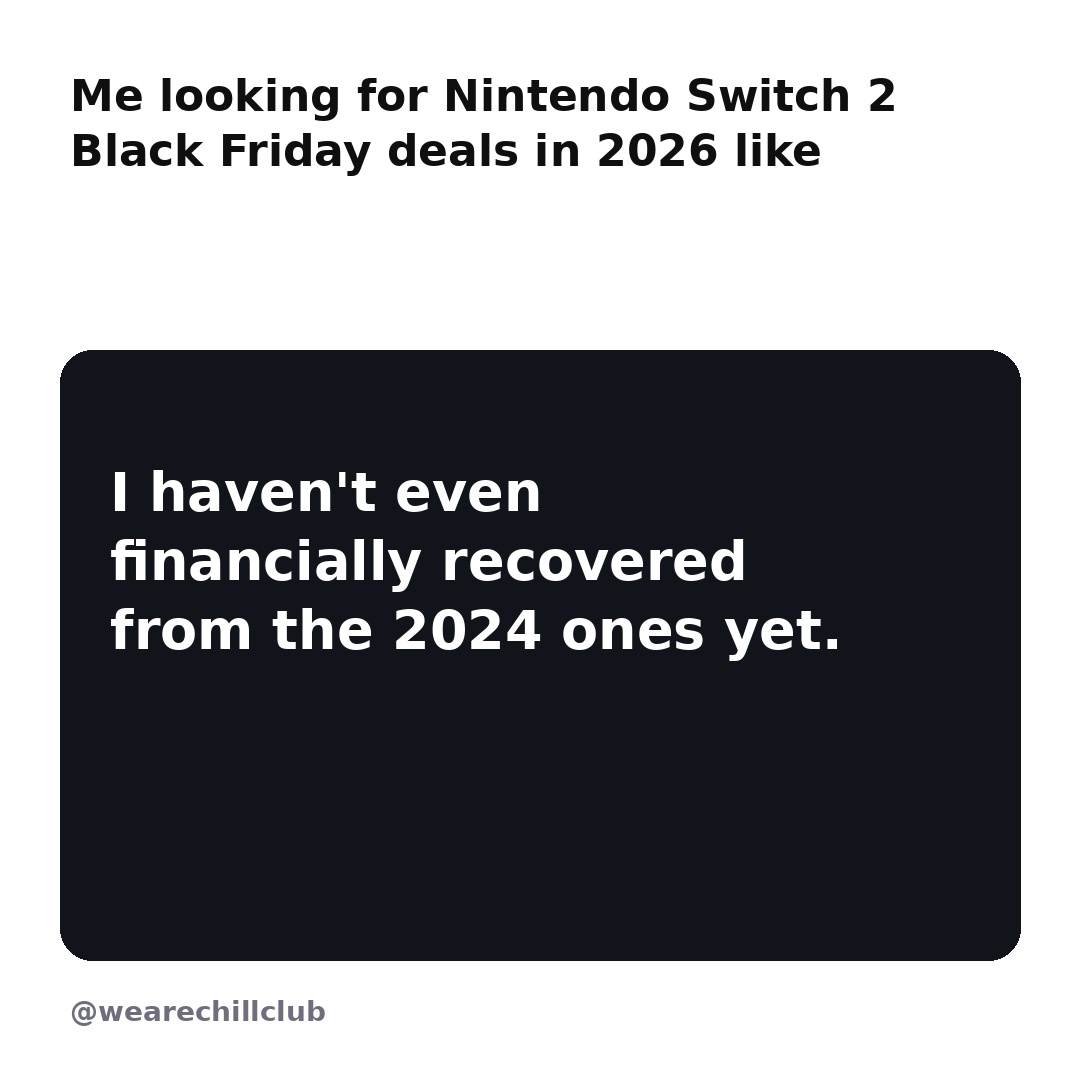 Me looking for Nintendo Switch 2
Black Friday deals in 2026 like
I haven't even
financially recovered
from the 2024 ones yet.
@wearechillclub